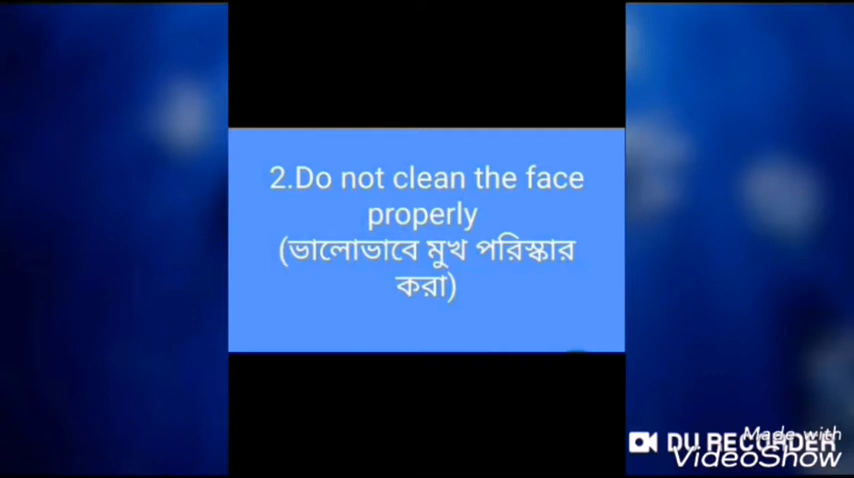 2.Do not clean the face
properly
(ভালোভাবে মুখ পরিস্কার
করা)
Made with
DU RECORDER
VideoShow